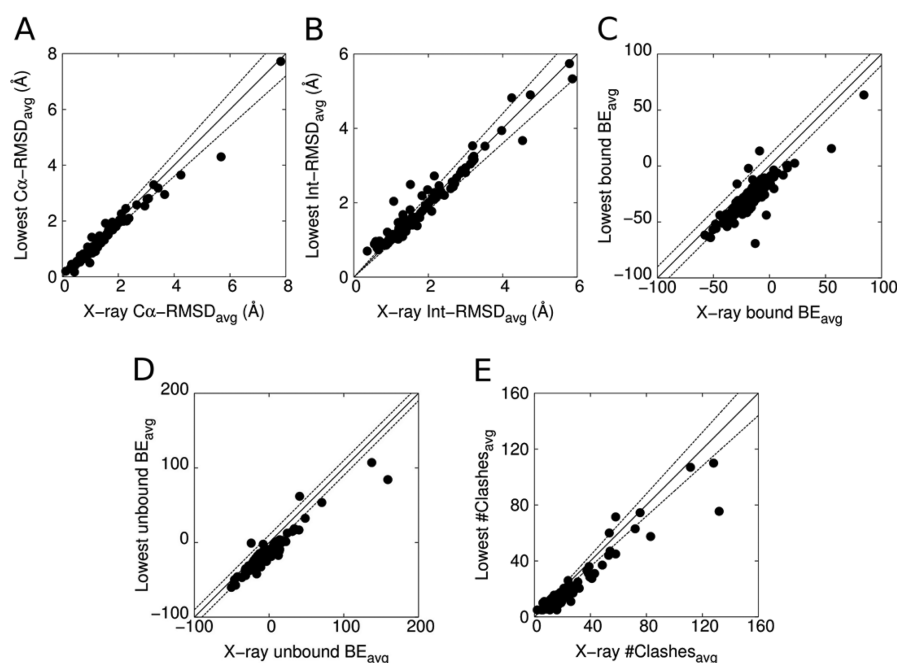 A
B
C
8
6
4
2
0
0 2 4 6 8
Lowest Cα−RMSDavg (Å)
X−ray Cα−RMSDavg (Å)
6
4
2
0
0 2 4 6
Lowest Int−RMSDavg (Å)
X−ray Int−RMSDavg (Å)
100
50
0
−50
−100
−100 −50 0 50 100
Lowest bound BEavg
X−ray bound BEavg
D
E
200
100
0
−100
−100 0 100 200
Lowest unbound BEavg
X−ray unbound BEavg
160
120
80
40
0
0 40 80 120 160
Lowest #Clashesavg
X−ray #Clashesavg